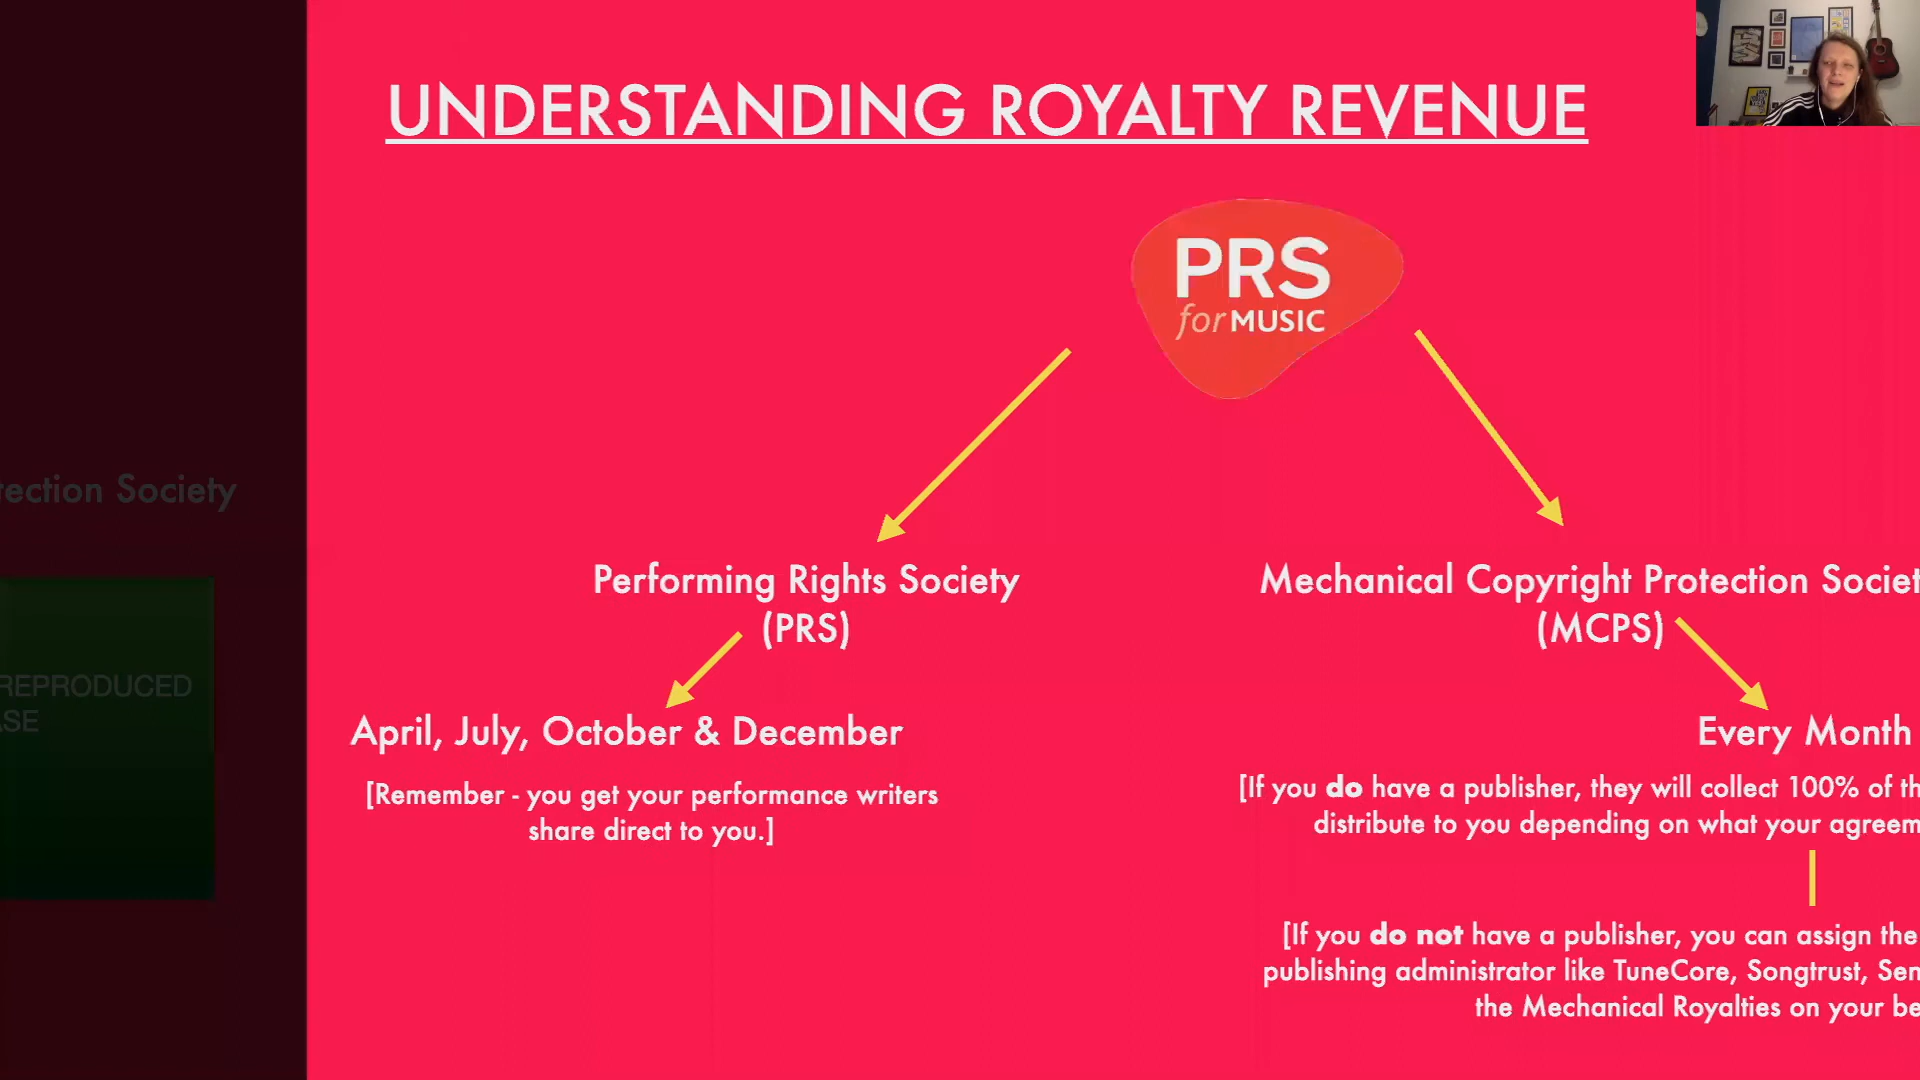 UNDERSTANDING ROYALTY REVENUE
PRS
for MUSIC
tection Society
Performing Rights Society
(PRS)
Mechanical Copyright Protection Societ
(MCPS)
REPRODUCED
ASE
April, July, October & December
[Remember - you get your performance writers
share direct to you.]
Every Month
[If you do have a publisher, they will collect 100% of th
distribute to you depending on what your agreem
[If you do not have a publisher, you can assign the
publishing administrator like TuneCore, Songtrust, Sen
the Mechanical Royalties on your be